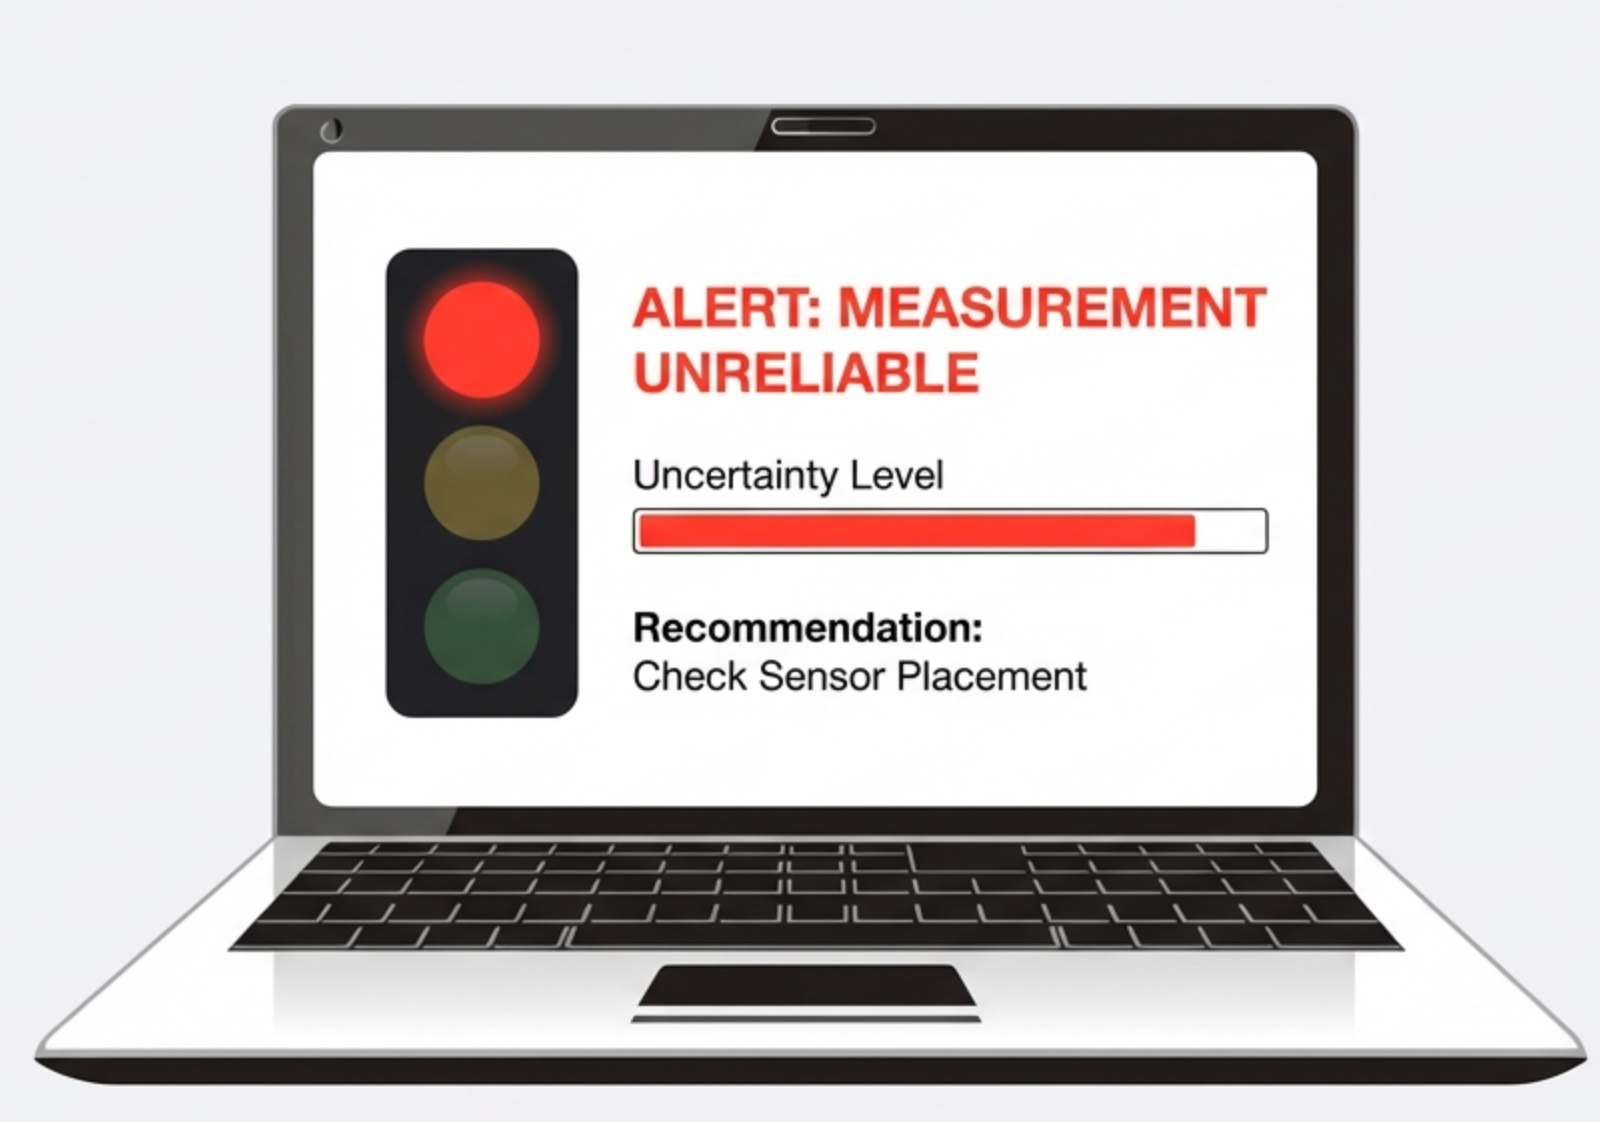 ALERT: MEASUREMENT
UNRELIABLE
Uncertainty Level
Recommendation:
Check Sensor Placement